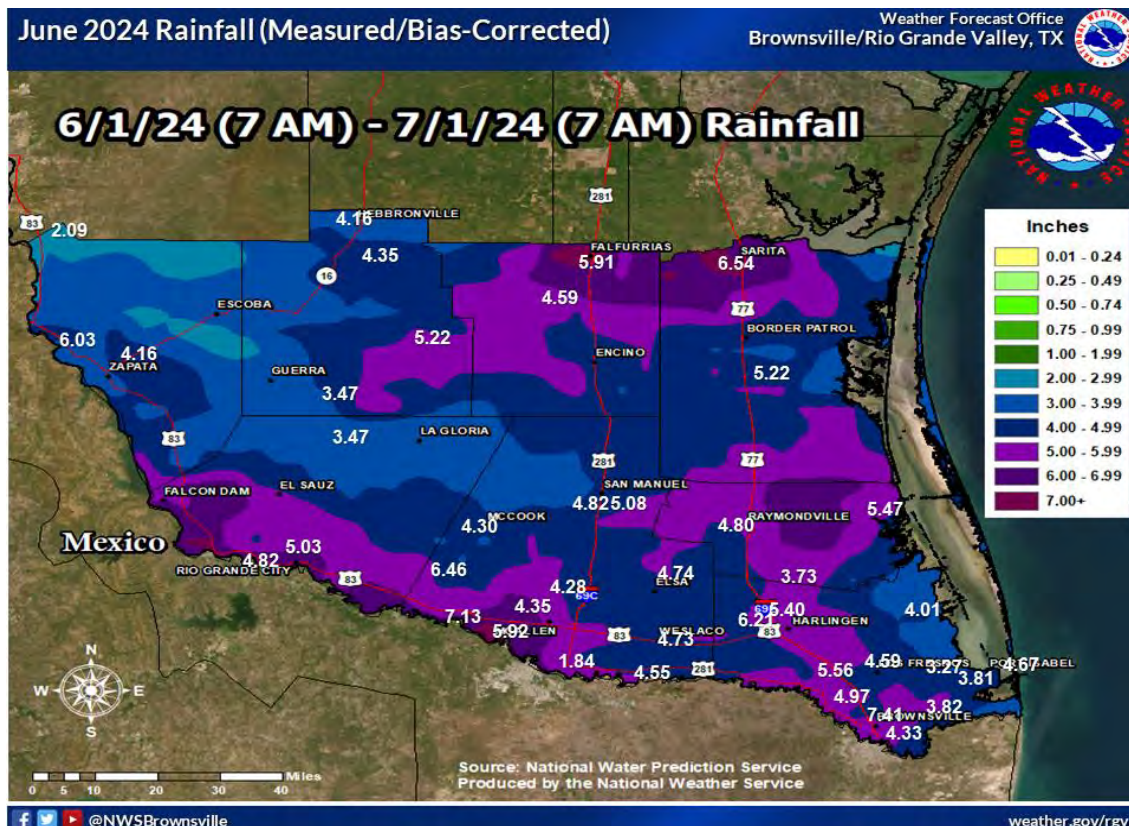 June 2024 Rainfall (Measured/Bias-Corrected)
Weather Forecast Office
Brownsville/Rio Grande Valley, TX
NATIONAL WEATHER SERVICE
6/1/24 (7 AM) - 7/1/24 (7 AM) Rainfall
Inches
0.01 - 0.24
0.25 - 0.49
0.50 - 0.74
0.75 - 0.99
1.00 - 1.99
2.00 - 2.99
3.00 - 3.99
4.00 - 4.99
5.00 - 5.99
6.00 - 6.99
7.00+
281
83
2.09
4.16
HEBBRONVILLE
4.35
FALFURRIAS
5.91
SARITA
6.54
16
4.59
ESCOBA
77
BORDER PATROL
6.03
4.16
ZAPATA
5.22
ENCINO
GUERRA
5.22
3.47
3.47
LA GLORIA
83
281
77
SAN MANUEL
4.82
5.08
FALCON DAM
EL SAUZ
MCCOOK
4.30
RAYMONDVILLE
4.80
5.47
Mexico
5.03
4.82
RIO GRANDE CITY
83
6.46
4.74
ELSA
3.73
4.28
69C
4.35
7.13
5.92
5.40
6.21
83
HARLINGEN
4.01
83
WESLACO
4.73
1.84
4.55
281
5.56
4.59
3.27
4.67
3.81
4.97
7.41
BROWNSVILLE
3.82
4.33
N
W
E
S
0 5 10 20 30 40 Miles
Source: National Water Prediction Service
Produced by the National Weather Service
@NWSBrownsville
weather.gov/rgv